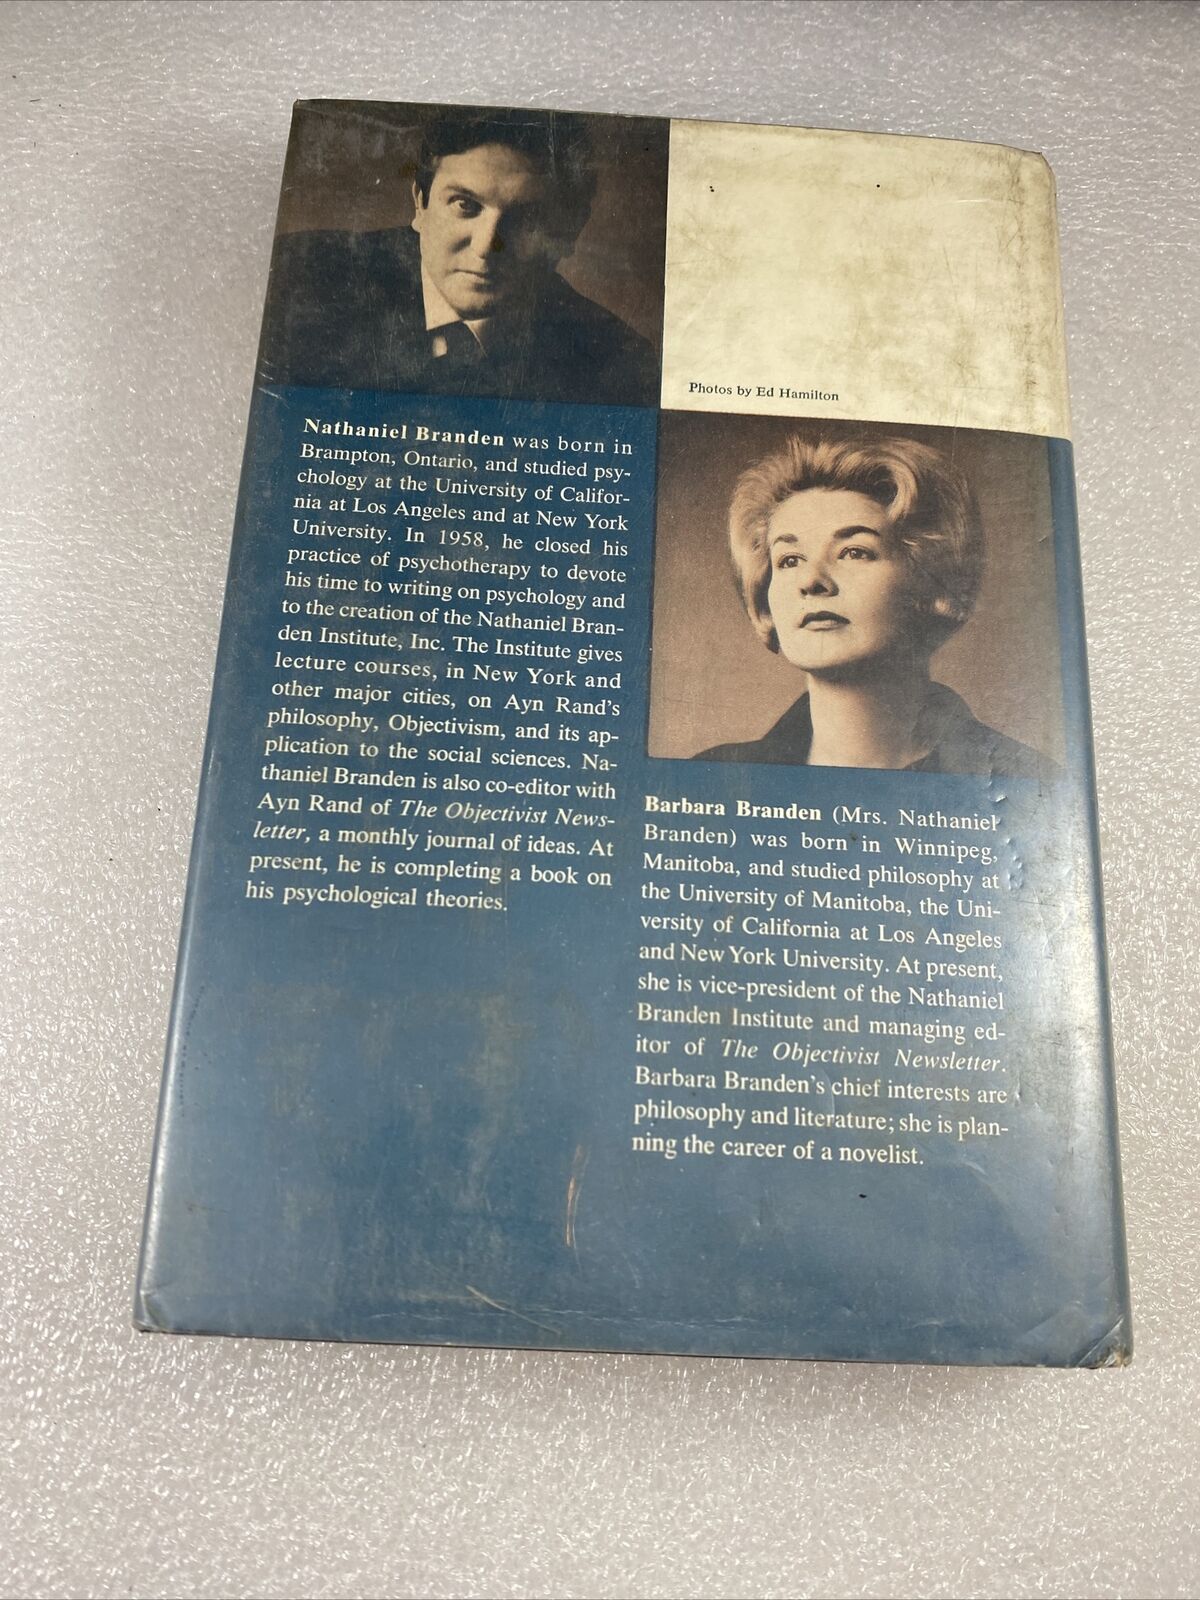 Photos by Ed Hamilton
Nathaniel Branden was born in
Brampton, Ontario, and studied psy-
chology at the University of Califor-
nia at Los Angeles and at New York
University. In 1958, he closed his
practice of psychotherapy to devote
his time to writing on psychology and
to the creation of the Nathaniel Bran-
den Institute, Inc. The Institute gives
lecture courses, in New York and
other major cities, on Ayn Rand's
philosophy, Objectivism, and its ap-
plication to the social sciences. Na-
thaniel Branden is also co-editor with
Ayn Rand of The Objectivist News-
letter, a monthly journal of ideas. At
present, he is completing a book on
his psychological theories.
Barbara Branden (Mrs. Nathaniel
Branden) was born in Winnipeg,
Manitoba, and studied philosophy at
the University of Manitoba, the Uni-
versity of California at Los Angeles
and New York University. At present,
she is vice-president of the Nathaniel
Branden Institute and managing ed-
itor of The Objectivist Newsletter.
Barbara Branden's chief interests are
philosophy and literature; she is plan-
ning the career of a novelist.